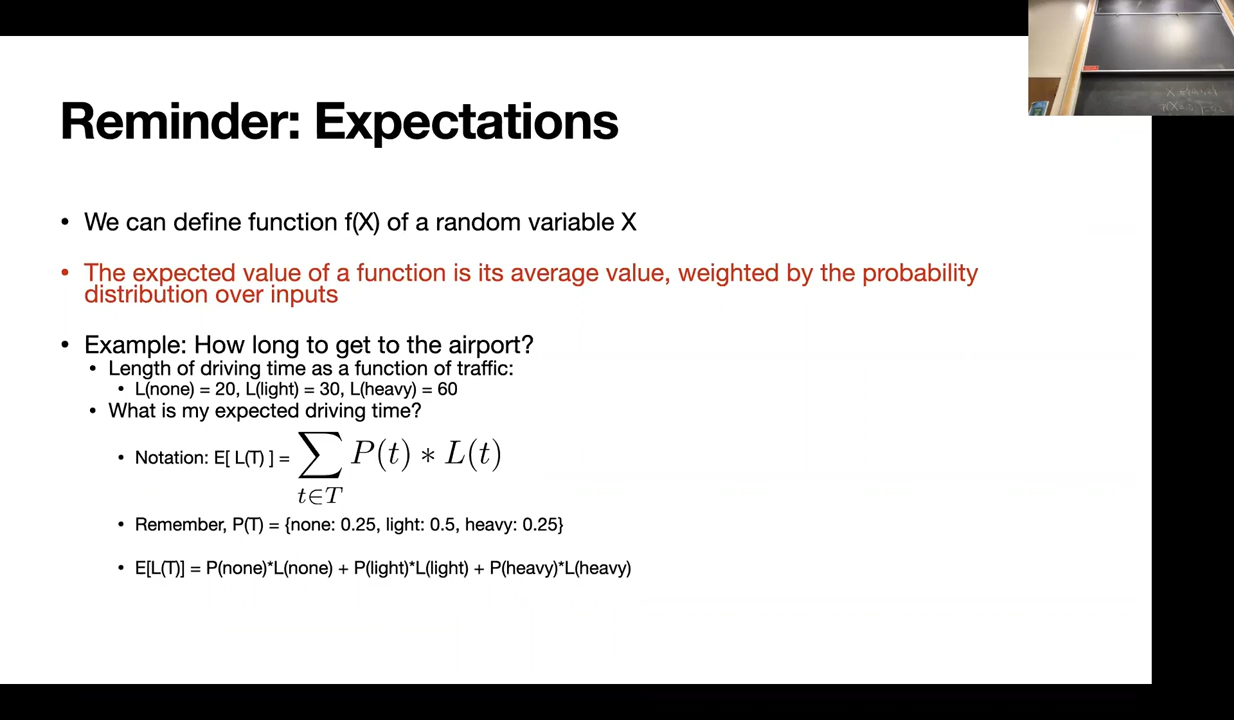 Reminder: Expectations
• We can define function f(X) of a random variable X
• The expected value of a function is its average value, weighted by the probability
distribution over inputs
• Example: How long to get to the airport?
• Length of driving time as a function of traffic:
• L(none) = 20, L(light) = 30, L(heavy) = 60
• What is my expected driving time?
• Notation: E[ L(T) ] = ∑ P(t) ∗ L(t)
t∈T
• Remember, P(T) = {none: 0.25, light: 0.5, heavy: 0.25}
• E[L(T)] = P(none)*L(none) + P(light)*L(light) + P(heavy)*L(heavy)